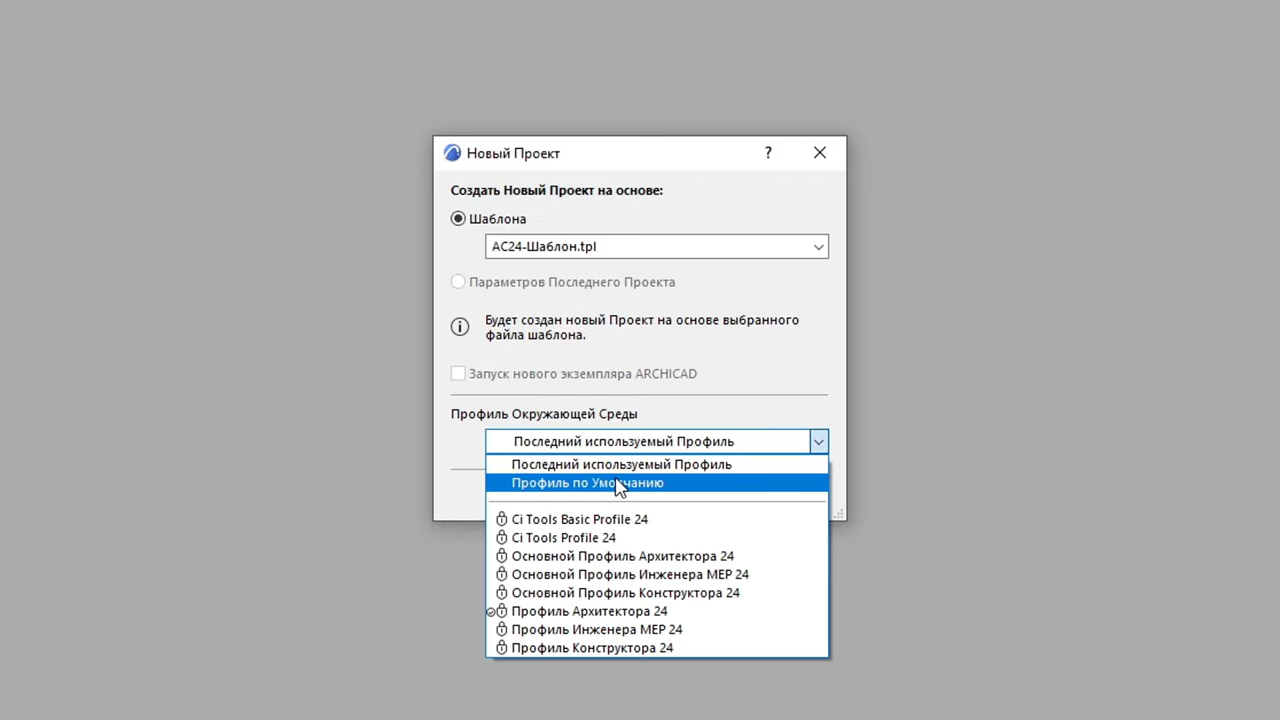 Новый Проект
?
Создать Новый Проект на основе:
Шаблона
АС24-Шаблон.tpl
Параметров Последнего Проекта
Будет создан новый Проект на основе выбранного
файла шаблона.
Запуск нового экземпляра ARCHICAD
Профиль Окружающей Среды
Последний используемый Профиль
Последний используемый Профиль
Профиль по Умолчанию
Ci Tools Basic Profile 24
Ci Tools Profile 24
Основной Профиль Архитектора 24
Основной Профиль Инженера MEP 24
Основной Профиль Конструктора 24
Профиль Архитектора 24
Профиль Инженера MEP 24
Профиль Конструктора 24